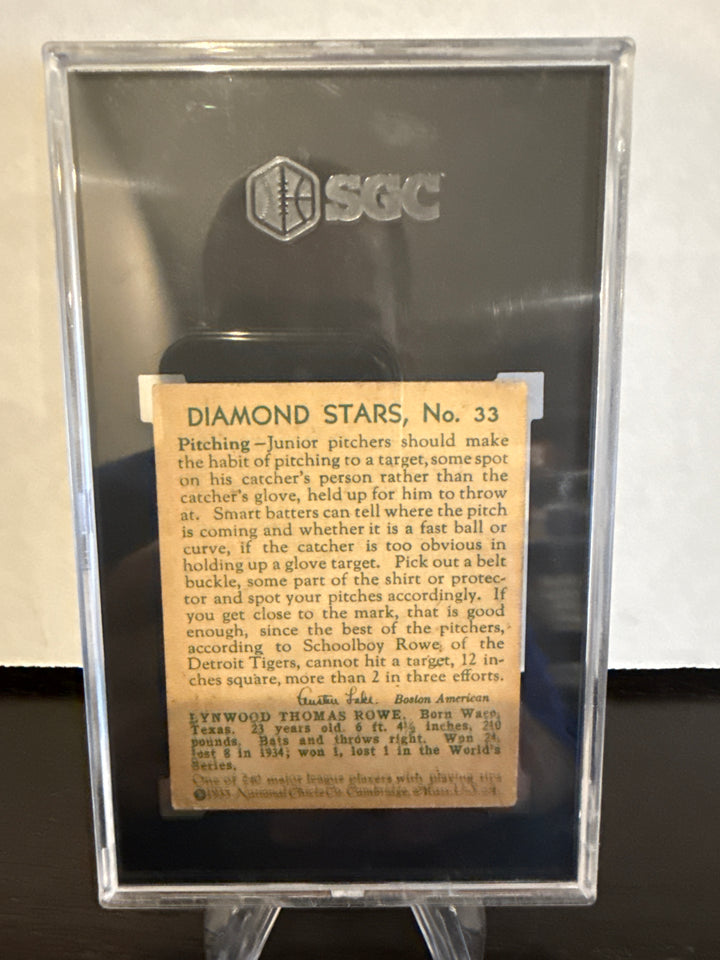 SGC
DIAMOND STARS, No. 33
Pitching—Junior pitchers should make
the habit of pitching to a target, some spot
on his catcher's person rather than the
catcher's glove, held up for him to throw
at. Smart batters can tell where the pitch
is coming and whether it is a fast ball or
curve, if the catcher is too obvious in
holding up a glove target. Pick out a belt
buckle, some part of the shirt or protec-
tor and spot your pitches accordingly. If
you get close to the mark, that is good
enough, since the best of the pitchers,
according to Schoolboy Rowe, of the
Detroit Tigers, cannot hit a target, 12 in-
ches square, more than 2 in three efforts.
Austen Lake. Boston American
LYNWOOD THOMAS ROWE. Born Waco,
Texas. 23 years old. 6 ft. 4½ inches, 210
pounds. Bats and throws right. Won 24,
lost 8 in 1934; won 1, lost 1 in the World's
Series.
One of 240 major league players with playing tips
National Chicle Co. Cambridge, Mass. U.S.A.